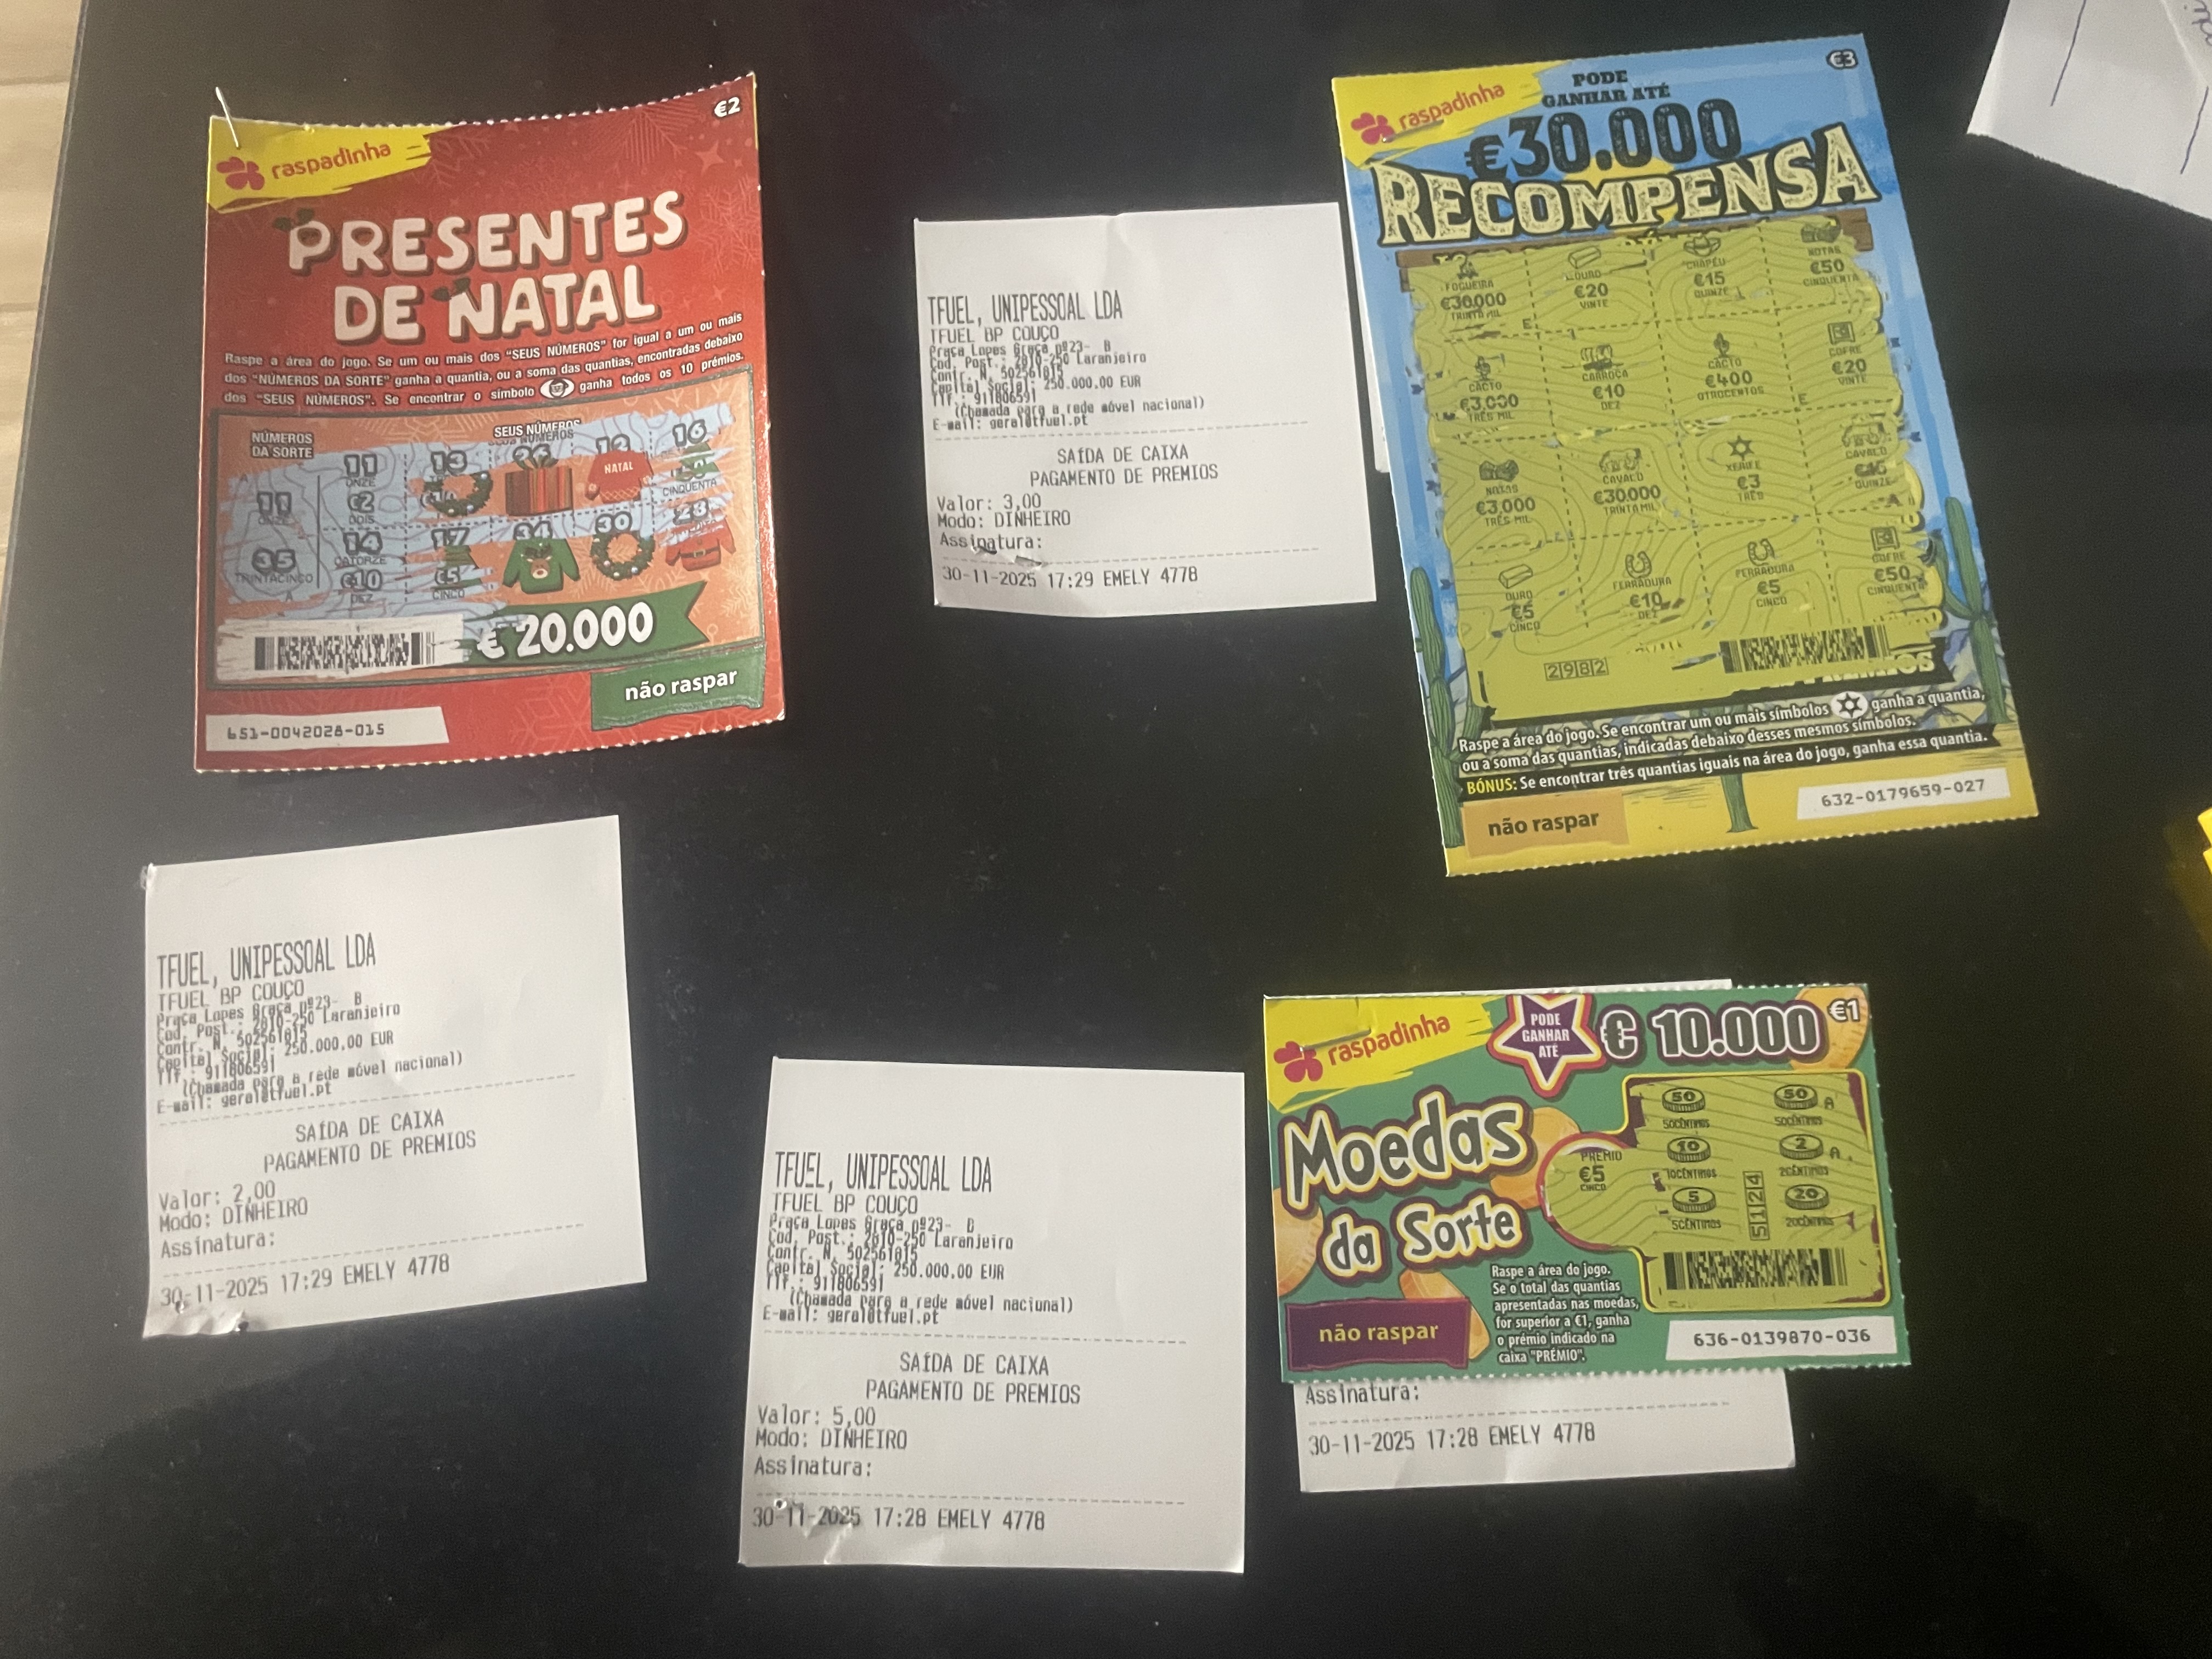 €2
raspadinha
PRESENTES
DE NATAL
Raspe a área do jogo. Se um ou mais dos "SEUS NÚMEROS" for igual a um ou mais
dos "NÚMEROS DA SORTE" ganha a quantia, ou a soma das quantias, encontradas debaixo
dos "SEUS NÚMEROS". Se encontrar o símbolo ganha todos os 10 prémios.
NÚMEROS
DA SORTE
SEUS NÚMEROS
11
ONZE
35
TRINTACINCO
11 13 12 16
ONZE
€2 NATAL
DOIS CINQUENTA
14 17 34 30 28
CATORZE
€10 €5
DEZ CINCO
€ 20.000
não raspar
651-0042028-015
TFUEL, UNIPESSOAL LDA
TFUEL BP COUÇO
Praça Lopes Graça nº23- B
Cod. Post.: 2810-250 Laranjeiro
Contr. N. 502561815
Capital Social: 250.000,00 EUR
Tlf.: 911806591
(Chamada para a rede móvel nacional)
E-mail: geral@tfuel.pt
SAÍDA DE CAIXA
PAGAMENTO DE PREMIOS
Valor: 3,00
Modo: DINHEIRO
Assinatura:
30-11-2025 17:29 EMELY 4778
€3
raspadinha
PODE
GANHAR ATÉ
€30.000
RECOMPENSA
FOGUEIRA OURO CHAPÉU NOTAS
€30.000 €20 €15 €50
TRINTA MIL VINTE QUINZE CINQUENTA
CACTO CARROÇA CACTO COFRE
€3.000 €10 €400 €20
TRÊS MIL DEZ QTROCENTOS VINTE
NOTAS CAVALO XERIFE CAVALO
€3.000 €30.000 €3 €15
TRÊS MIL TRINTA MIL TRÊS QUINZE
OURO FERRADURA FERRADURA COFRE
€5 €10 €5 €50
CINCO DEZ CINCO CINQUENTA
2982
Raspe a área do jogo. Se encontrar um ou mais símbolos ganha a quantia,
ou a soma das quantias, indicadas debaixo desses mesmos símbolos.
BÓNUS: Se encontrar três quantias iguais na área do jogo, ganha essa quantia.
não raspar
632-0179659-027
TFUEL, UNIPESSOAL LDA
TFUEL BP COUÇO
Praça Lopes Graça nº23- B
Cod. Post.: 2810-250 Laranjeiro
Contr. N. 502561815
Capital Social: 250.000,00 EUR
Tlf.: 911806591
(Chamada para a rede móvel nacional)
E-mail: geral@tfuel.pt
SAÍDA DE CAIXA
PAGAMENTO DE PREMIOS
Valor: 2,00
Modo: DINHEIRO
Assinatura:
30-11-2025 17:29 EMELY 4778
TFUEL, UNIPESSOAL LDA
TFUEL BP COUÇO
Praça Lopes Graça nº23- B
Cod. Post.: 2810-250 Laranjeiro
Contr. N. 502561815
Capital Social: 250.000,00 EUR
Tlf.: 911806591
(Chamada para a rede móvel nacional)
E-mail: geral@tfuel.pt
SAÍDA DE CAIXA
PAGAMENTO DE PREMIOS
Valor: 5,00
Modo: DINHEIRO
Assinatura:
30-11-2025 17:28 EMELY 4778
raspadinha
PODE
GANHAR
ATÉ
€ 10.000
€1
Moedas
da Sorte
PRÉMIO
€5
CINCO
50 50 A
50CÊNTIMOS 50CÊNTIMOS
10 2 A
10CÊNTIMOS 2CÊNTIMOS
5 20
5CÊNTIMOS 20CÊNTIMOS
5124
Raspe a área do jogo.
Se o total das quantias
apresentadas nas moedas,
for superior a €1, ganha
o prémio indicado na
caixa "PRÉMIO".
não raspar
636-0139870-036
Assinatura:
30-11-2025 17:28 EMELY 4778